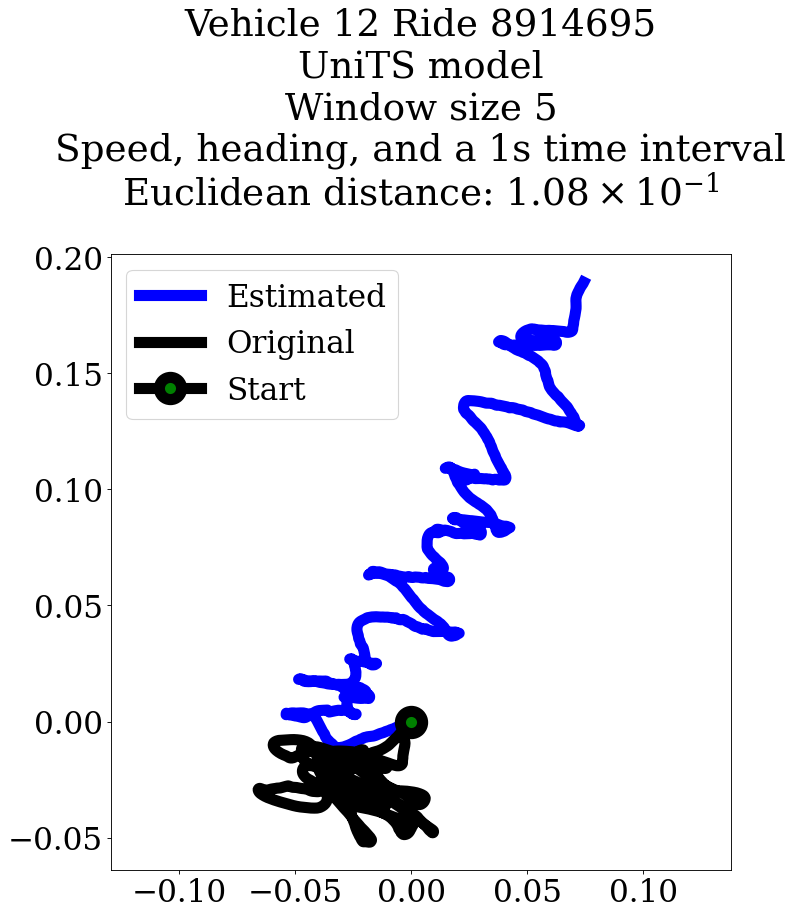 Vehicle 12 Ride 8914695
UniTS model
Window size 5
Speed, heading, and a 1s time interval
Euclidean distance: 1.08 × 10⁻¹
0.20
0.15
0.10
0.05
0.00
−0.05
Estimated
Original
Start
−0.10 −0.05 0.00 0.05 0.10